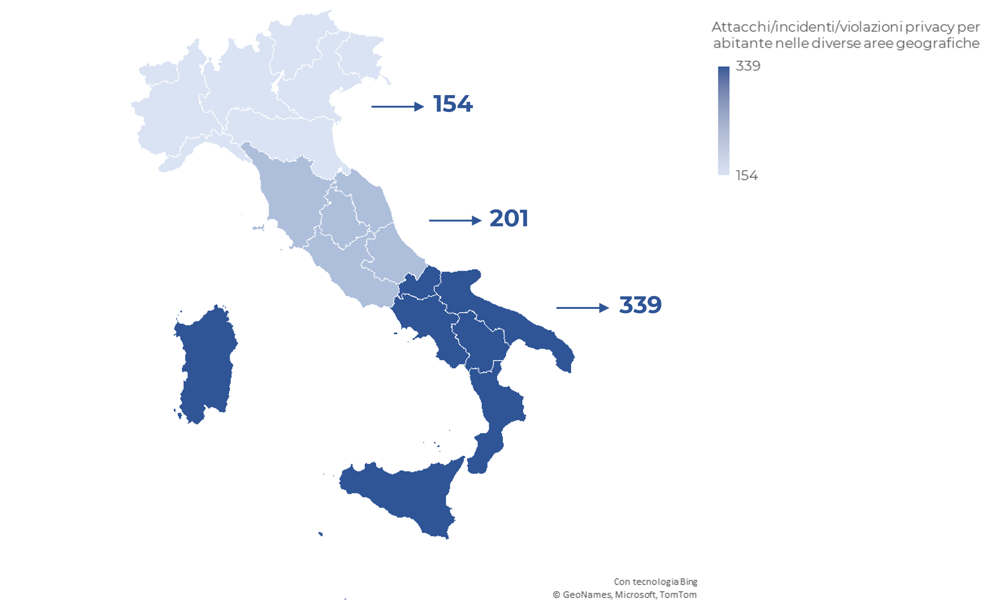 Attacchi/incidenti/violazioni privacy per
abitante nelle diverse aree geografiche
339
154
154
201
339
Con tecnologia Bing
© GeoNames, Microsoft, TomTom